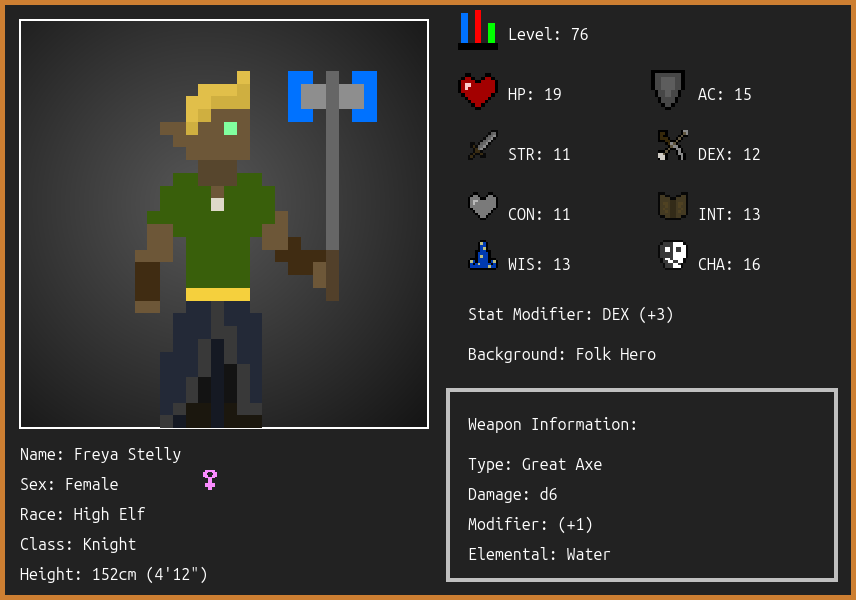 Level: 76
HP: 19
AC: 15
STR: 11
DEX: 12
CON: 11
INT: 13
WIS: 13
CHA: 16
Stat Modifier: DEX (+3)
Background: Folk Hero
Weapon Information:
Type: Great Axe
Damage: d6
Modifier: (+1)
Elemental: Water
Name: Freya Stelly
Sex: Female
Race: High Elf
Class: Knight
Height: 152cm (4'12")